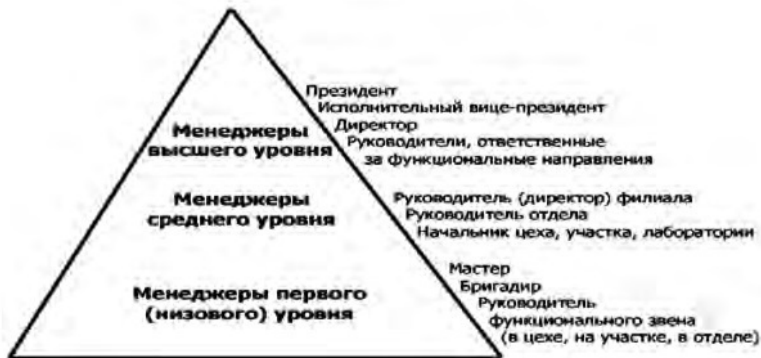 Президент
Исполнительный вице-президент
Директор
Руководители, ответственные
за функциональные направления
Менеджеры
высшего уровня
Руководитель (директор) филиала
Руководитель отдела
Начальник цеха, участка, лаборатории
Менеджеры
среднего уровня
Мастер
Бригадир
Руководитель
функционального звена
(в цехе, на участке, в отделе)
Менеджеры первого
(низового) уровня